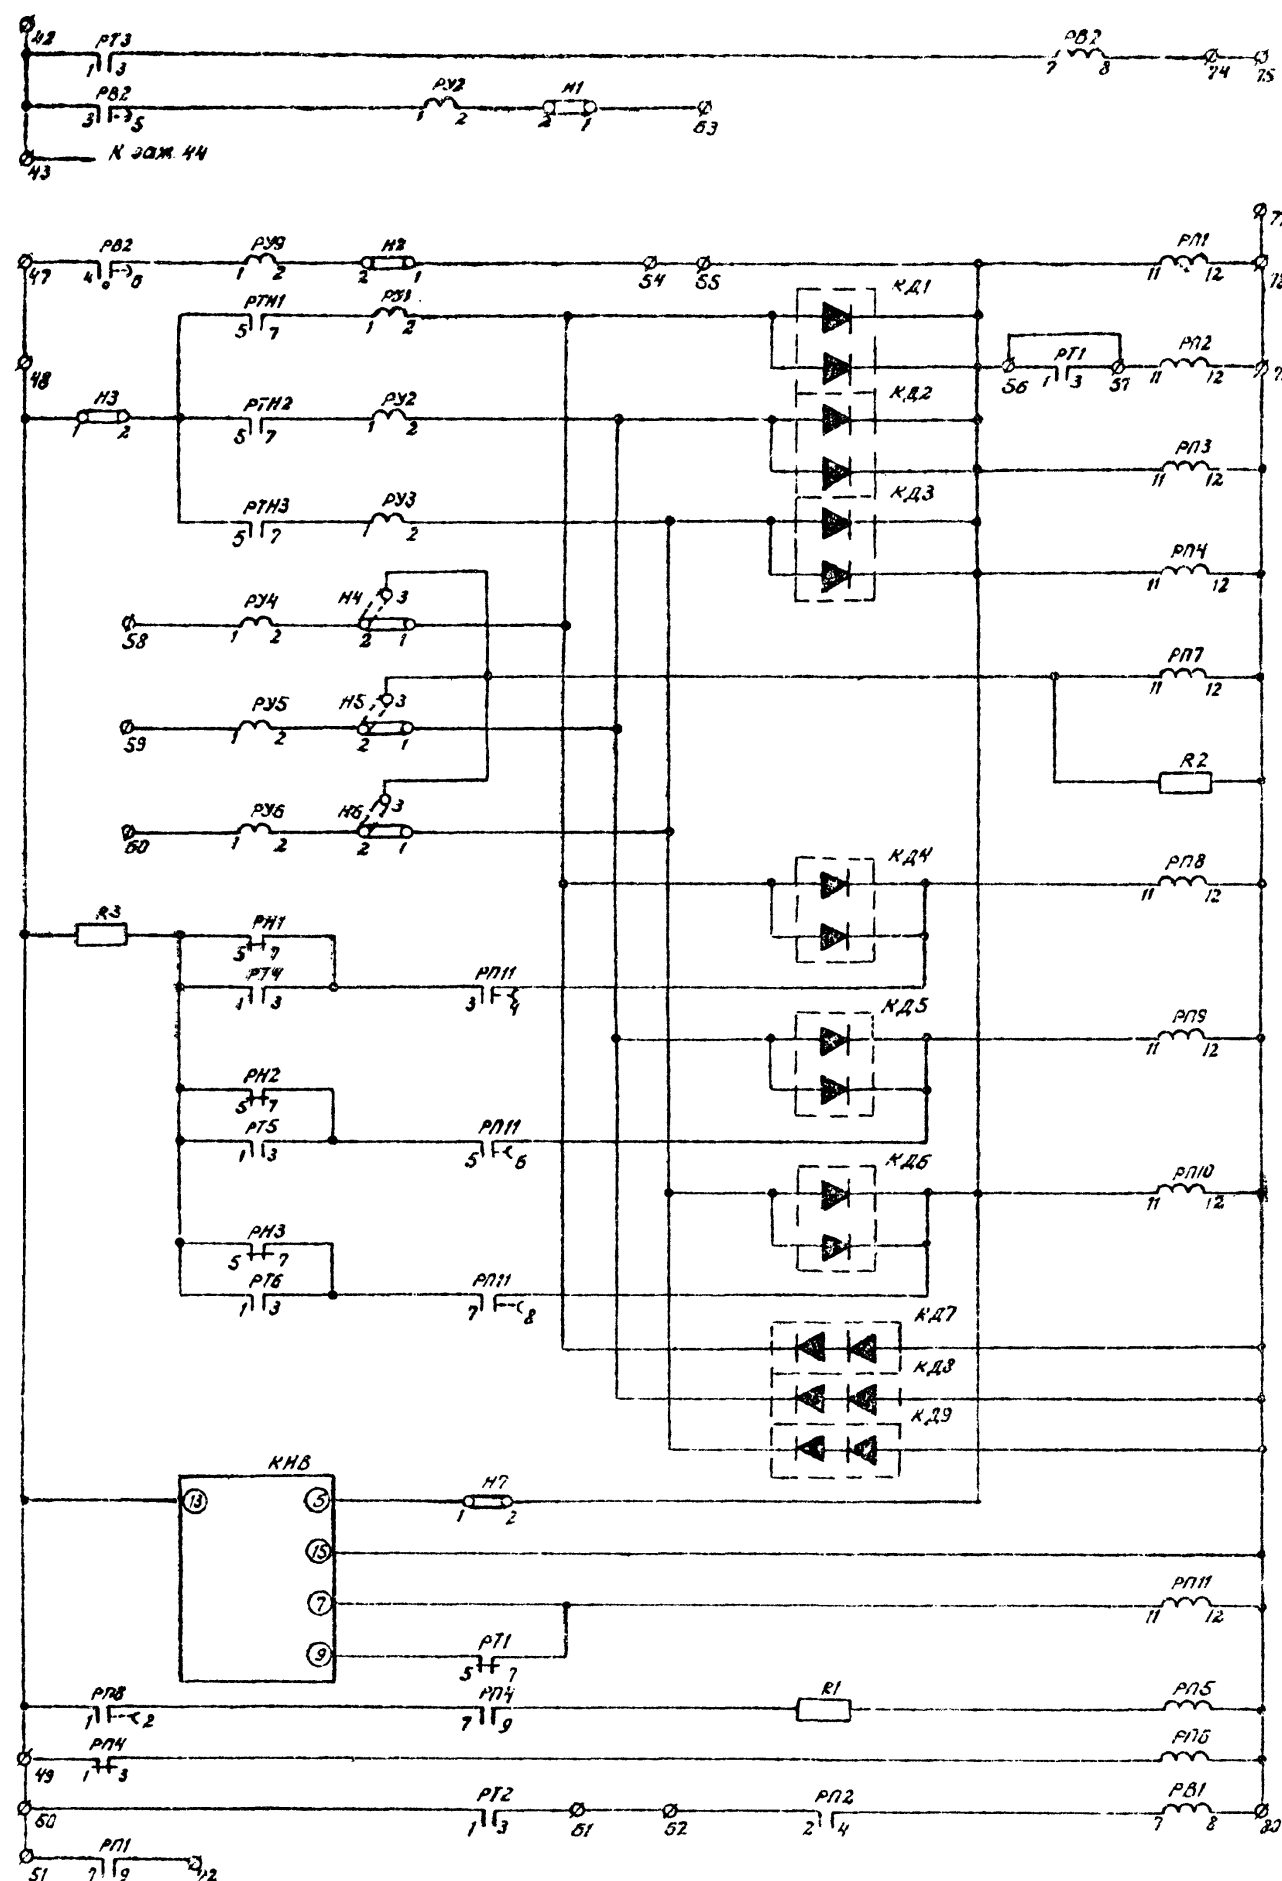 42 РТ3 РВ2
1 3 7 8 74 75
РВ2 РУ2 Н1
3 5 1 2 2 1 53
43 К заж. 44
77
РВ2 РУ9 Н2 РП1
47 4 6 1 2 2 1 54 55 11 12
РТН1 РУ1 КД1
5 7 1 2
48 РТ1 РП2
56 1 3 57 11 12
Н3 РТН2 РУ2 КД2
1 2 5 7 1 2
РП3
11 12
РТН3 РУ3 КД3
5 7 1 2
РП4
11 12
РУ4 Н4 3
58 1 2 2 1
РП7
11 12
РУ5 Н5 3
59 1 2 2 1
R2
РУ6 Н6 3
60 1 2 2 1
КД4 РП8
11 12
R3 РН1
5 7
РТ4 РП11
1 3 3 4
КД5 РП9
11 12
РН2
5 7
РТ5 РП11
1 3 5 6
КД6 РП10
11 12
РН3
5 7
РТ6 РП11
1 3 7 8
КД7
КД8
КД9
КНВ
13 5 Н7
1 2
15
7 РП11
11 12
9 РТ1
5 7
РП8 РП4 R1 РП5
1 2 7 9
РП4 РП6
49 1 3
РТ2 РП2 РВ1
50 1 3 61 62 2 4 7 8 80
РП1
51 7 9